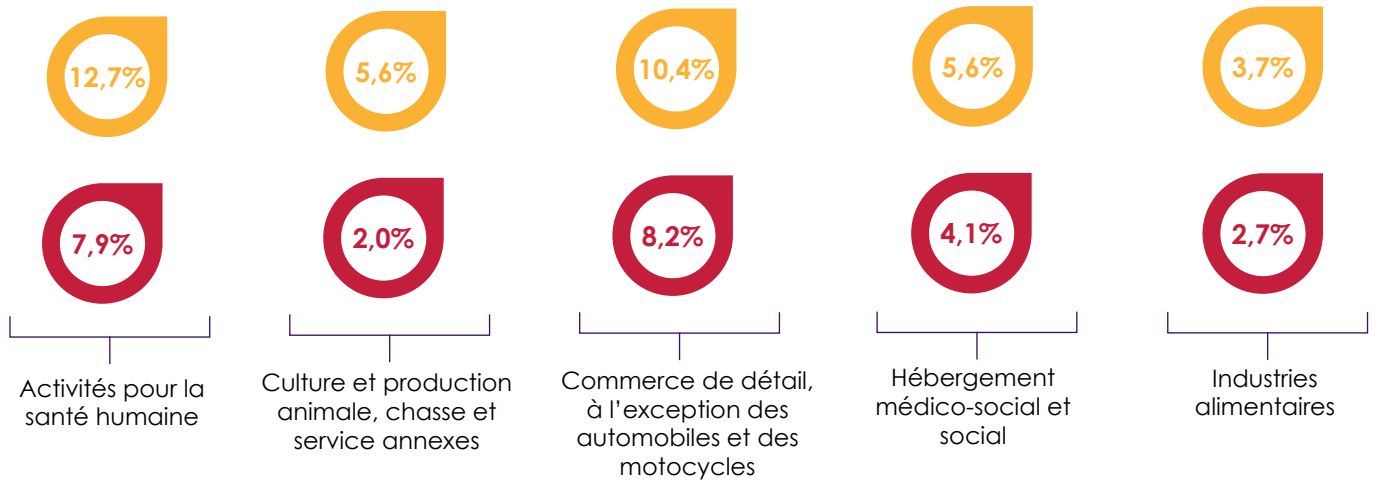 12,7%
5,6%
10,4%
5,6%
3,7%
7,9%
2,0%
8,2%
4,1%
2,7%
Activités pour la
santé humaine
Culture et production
animale, chasse et
service annexes
Commerce de détail,
à l'exception des
automobiles et des
motocycles
Hébergement
médico-social et
social
Industries
alimentaires